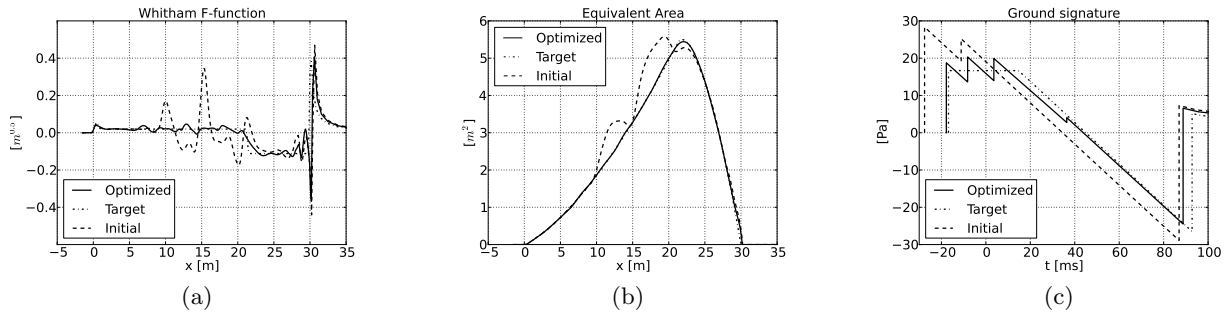 Whitham F-function
0.4
0.2
0.0
−0.2
−0.4
Optimized
Target
Initial
−5 0 5 10 15 20 25 30 35
x [m]
(a)
Equivalent Area
[m²]
6
5
4
3
2
1
0
Optimized
Target
Initial
−5 0 5 10 15 20 25 30 35
x [m]
(b)
Ground signature
[Pa]
30
20
10
0
−10
−20
−30
Optimized
Target
Initial
−20 0 20 40 60 80 100
t [ms]
(c)